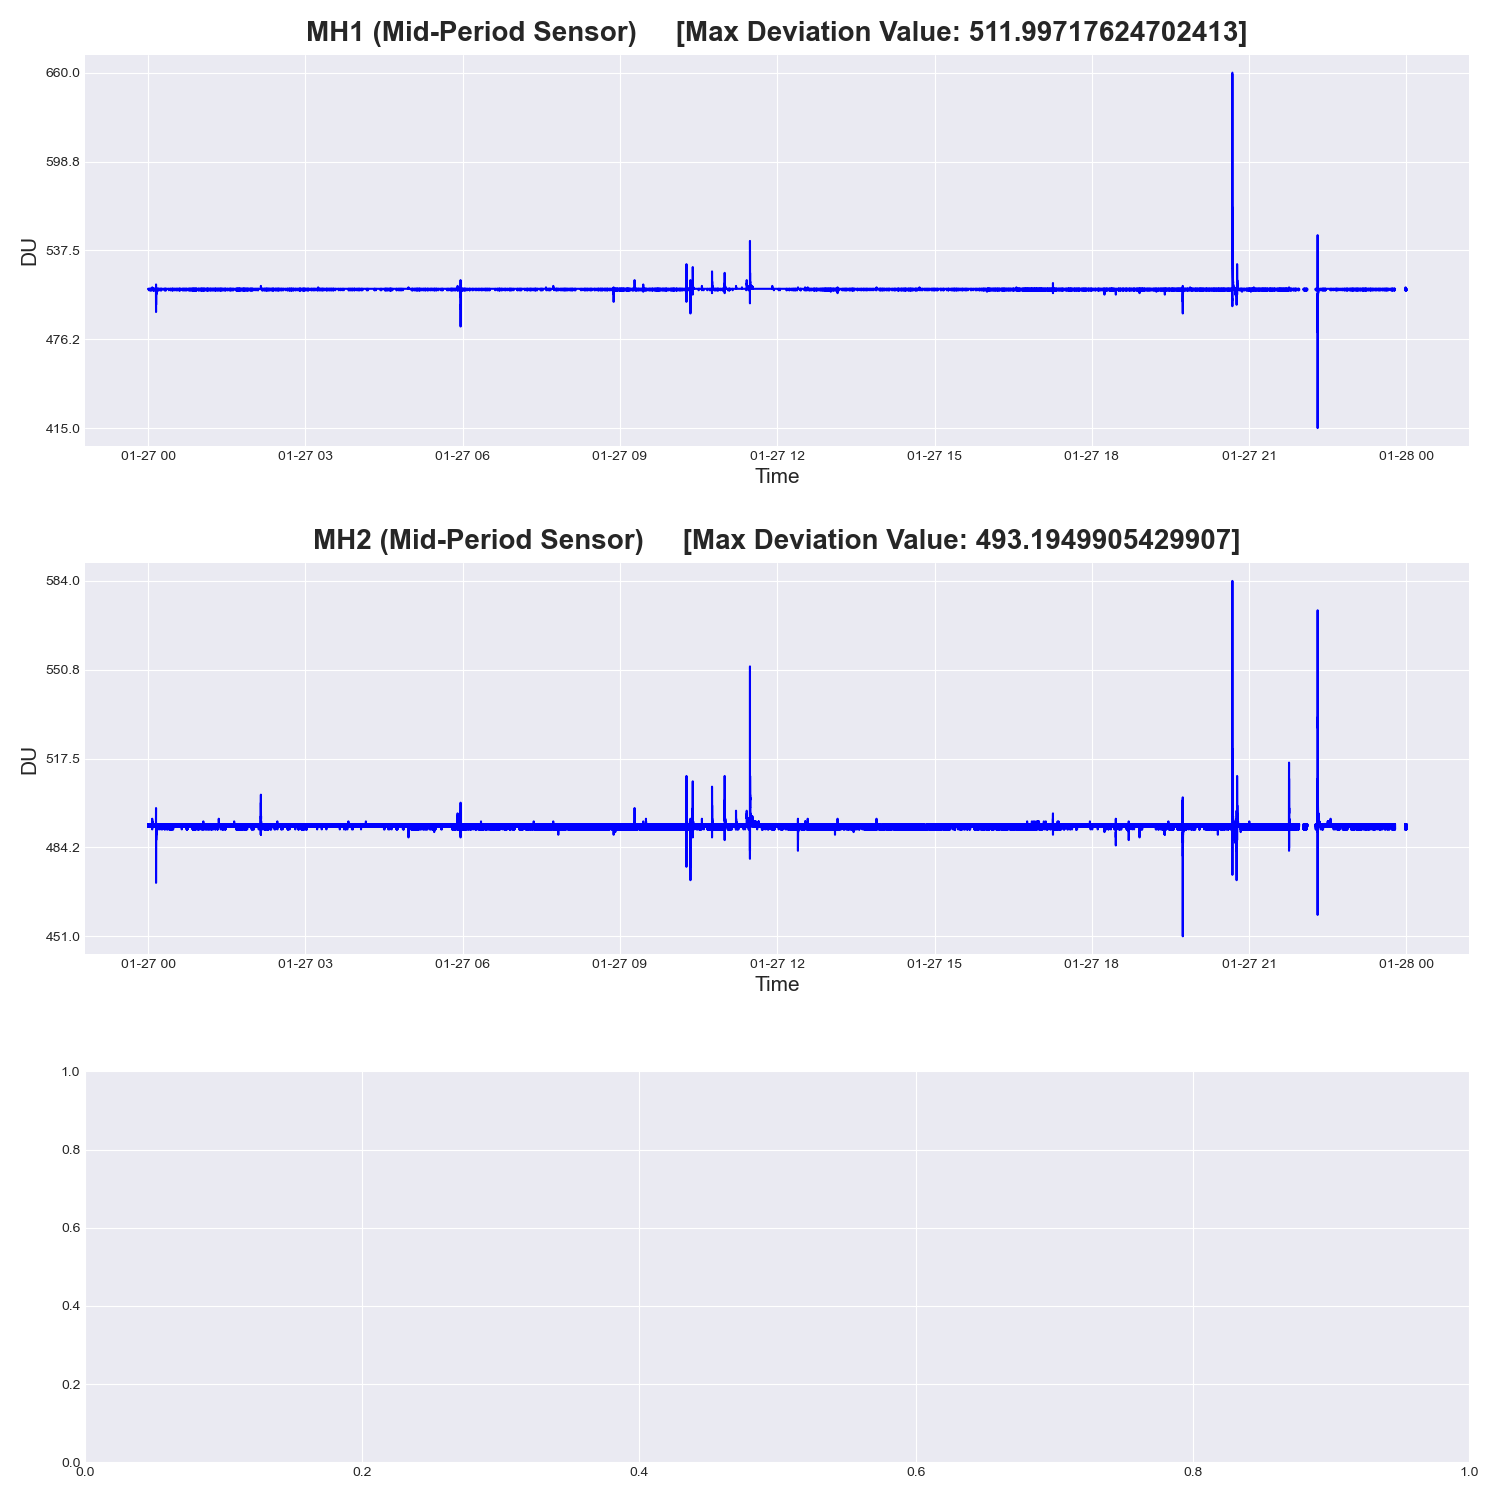 MH1 (Mid-Period Sensor) [Max Deviation Value: 511.99717624702413]
660.0
598.8
537.5
476.2
415.0
DU
01-27 00 01-27 03 01-27 06 01-27 09 01-27 12 01-27 15 01-27 18 01-27 21 01-28 00
Time
MH2 (Mid-Period Sensor) [Max Deviation Value: 493.1949905429907]
584.0
550.8
517.5
484.2
451.0
DU
01-27 00 01-27 03 01-27 06 01-27 09 01-27 12 01-27 15 01-27 18 01-27 21 01-28 00
Time
1.0
0.8
0.6
0.4
0.2
0.0
0.0 0.2 0.4 0.6 0.8 1.0